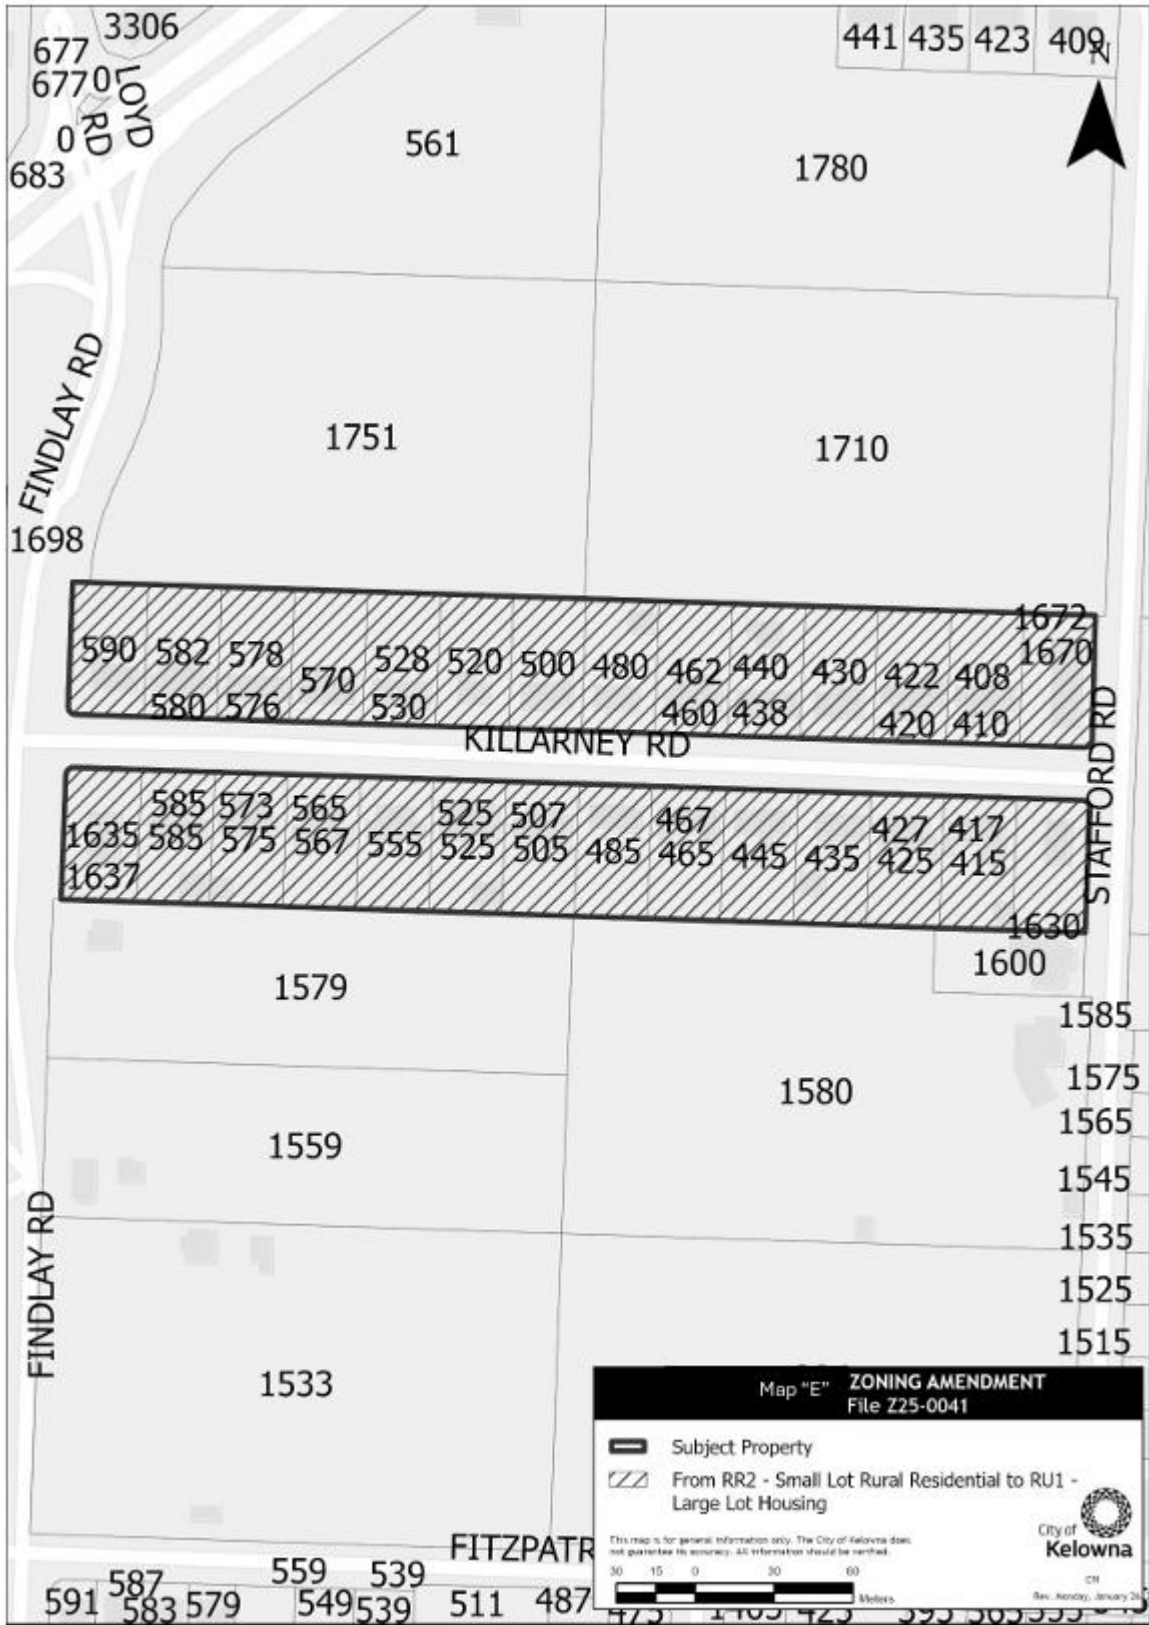 3306
677
677 0
LOYD RD
0
683
441 435 423 409
N
561
1780
FINDLAY RD
1751
1710
1698
1672
590 582 578 528 520 500 480 462 440 430 422 408 1670
570
580 576 530 460 438 420 410
KILLARNEY RD
STAFFORD RD
585 573 565 525 507 467 427 417
1635 585 575 567 555 525 505 485 465 445 435 425 415
1637
1630
1600
1579
1585
1575
1580
1565
1559
1545
FINDLAY RD
1535
1525
1515
1533
Map "E" ZONING AMENDMENT
File Z25-0041
Subject Property
From RR2 - Small Lot Rural Residential to RU1 -
Large Lot Housing
This map is for general information only. The City of Kelowna does
not guarantee its accuracy. All information should be verified.
City of
Kelowna
30 15 0 30 60
Meters
CM
Rev. Monday, January 26
FITZPATR
559 539
587
591 583 579 549 539 511 487